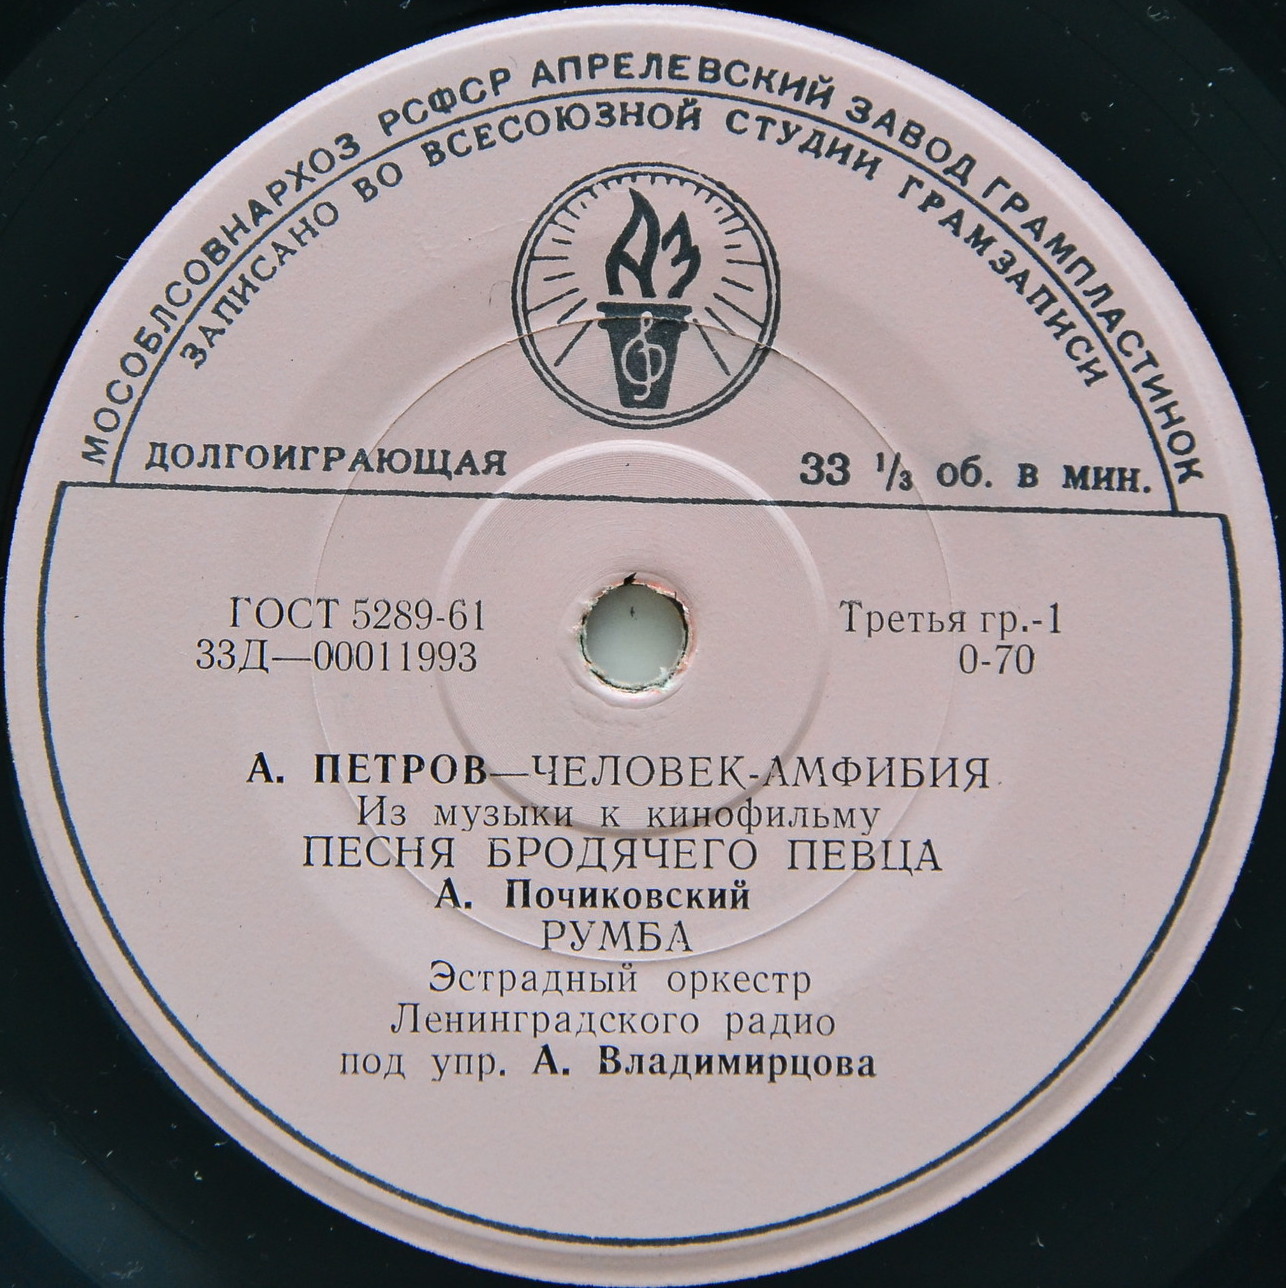 МОСОБЛСОВНАРХОЗ РСФСР АПРЕЛЕВСКИЙ ЗАВОД ГРАМПЛАСТИНОК
ЗАПИСАНО ВО ВСЕСОЮЗНОЙ СТУДИИ ГРАМЗАПИСИ
АЗ
ДОЛГОИГРАЮЩАЯ 33 1/3 об. в мин.
ГОСТ 5289-61 Третья гр.-1
33Д—00011993 0-70
А. ПЕТРОВ—ЧЕЛОВЕК-АМФИБИЯ
Из музыки к кинофильму
ПЕСНЯ БРОДЯЧЕГО ПЕВЦА
А. Почиковский
РУМБА
Эстрадный оркестр
Ленинградского радио
под упр. А. Владимирцова